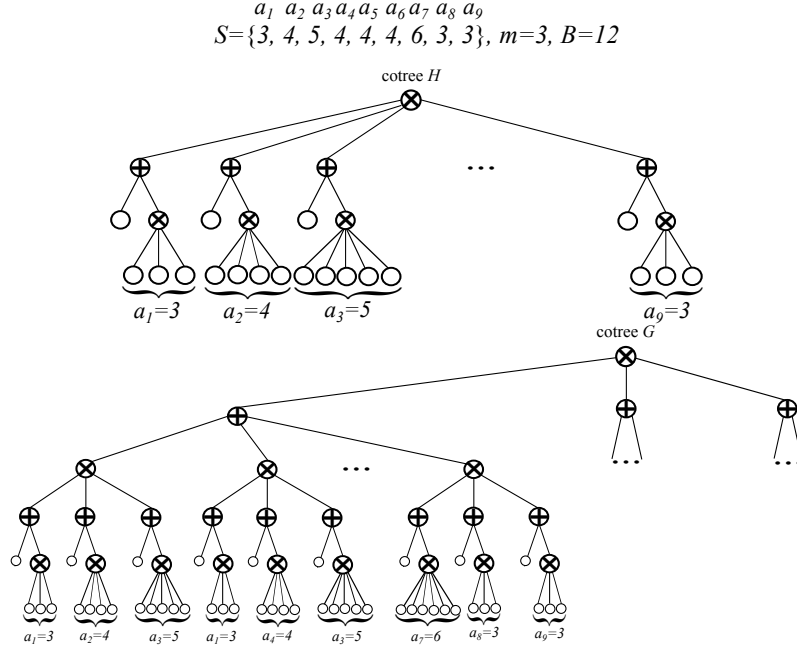 a1 a2 a3 a4 a5 a6 a7 a8 a9
S={3, 4, 5, 4, 4, 4, 6, 3, 3}, m=3, B=12
cotree H
...
a1=3 a2=4 a3=5 a9=3
cotree G
... ... ...
a1=3 a2=4 a3=5 a1=3 a4=4 a3=5 a7=6 a8=3 a9=3